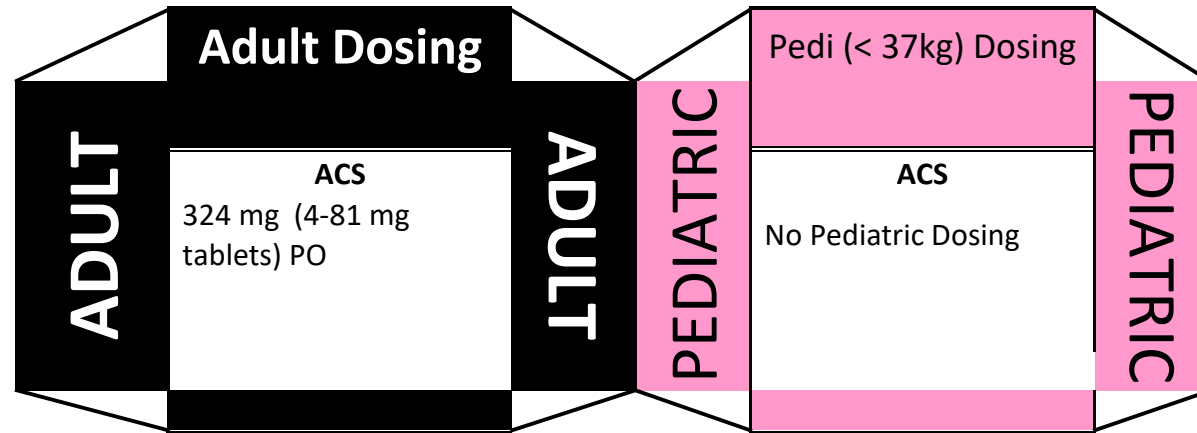 Adult Dosing
ADULT
ACS
324 mg (4-81 mg
tablets) PO
ADULT
Pedi (< 37kg) Dosing
PEDIATRIC
ACS
No Pediatric Dosing
PEDIATRIC